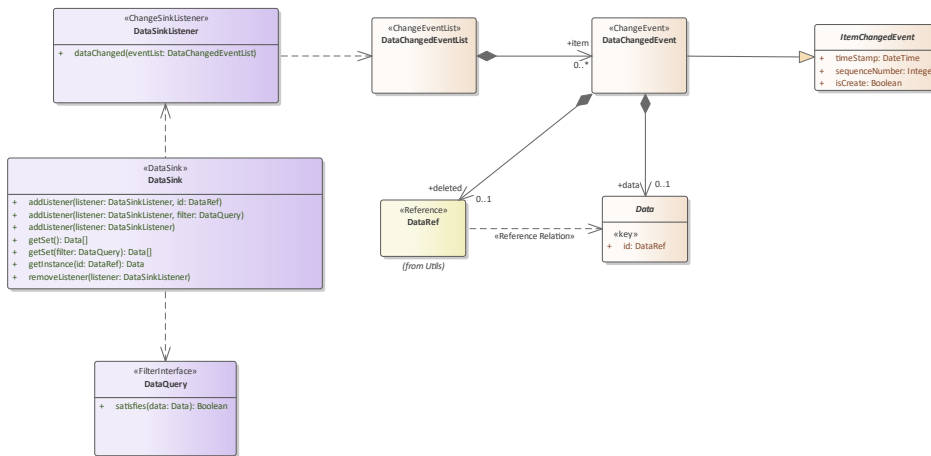 «ChangeSinkListener»
DataSinkListener
+ dataChanged(eventList: DataChangedEventList)
«ChangeEventList»
DataChangedEventList
+item
0..*
«ChangeEvent»
DataChangedEvent
ItemChangedEvent
+ timeStamp: DateTime
+ sequenceNumber: Integer
+ isCreate: Boolean
«DataSink»
DataSink
+ addListener(listener: DataSinkListener, id: DataRef)
+ addListener(listener: DataSinkListener, filter: DataQuery)
+ addListener(listener: DataSinkListener)
+ getSet(): Data[]
+ getSet(filter: DataQuery): Data[]
+ getInstance(id: DataRef): Data
+ removeListener(listener: DataSinkListener)
+deleted
0..1
+data
0..1
«Reference»
DataRef
(from Utils)
«Reference Relation»
Data
«key»
+ id: DataRef
«FilterInterface»
DataQuery
+ satisfies(data: Data): Boolean